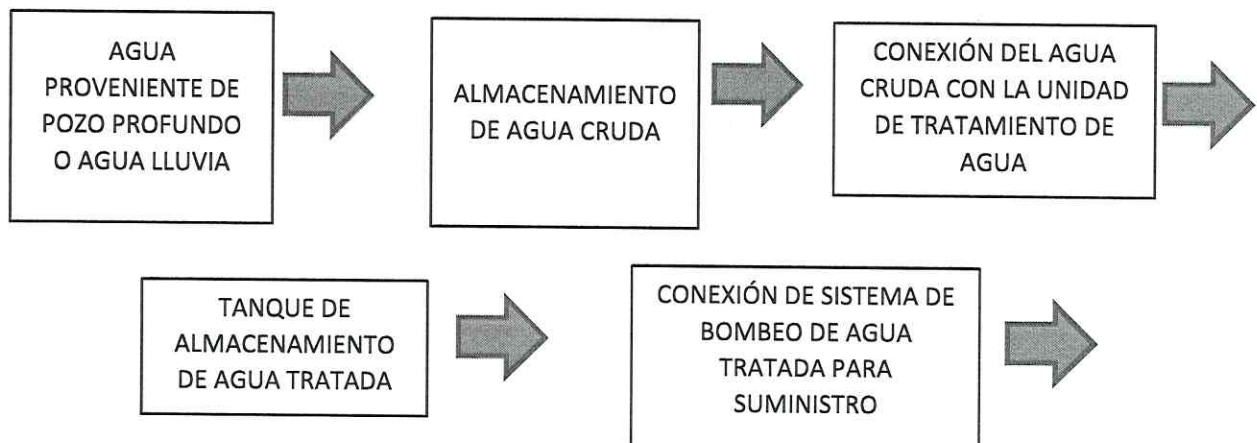 AGUA
PROVENIENTE DE
POZO PROFUNDO
O AGUA LLUVIA
ALMACENAMIENTO
DE AGUA CRUDA
CONEXIÓN DEL AGUA
CRUDA CON LA UNIDAD
DE TRATAMIENTO DE
AGUA
TANQUE DE
ALMACENAMIENTO
DE AGUA TRATADA
CONEXIÓN DE SISTEMA DE
BOMBEO DE AGUA
TRATADA PARA
SUMINISTRO